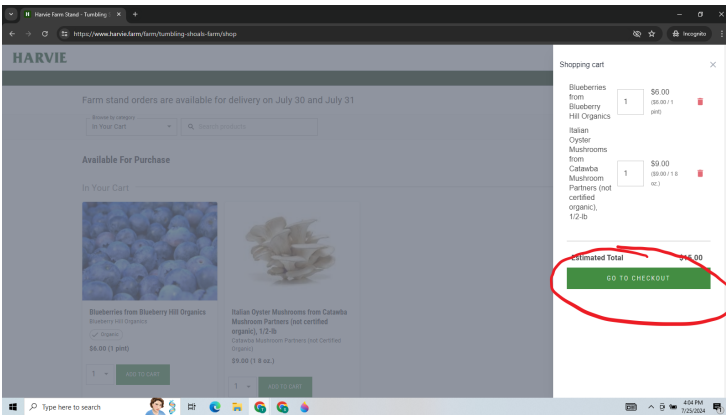 Harvie Farm Stand - Tumbling
https://www.harvie.farm/farm/tumbling-shoals-farm/shop
Incognito
HARVIE
Farm stand orders are available for delivery on July 30 and July 31
Browse by category
In Your Cart
Search products
Available For Purchase
In Your Cart
Blueberries from Blueberry Hill Organics
Blueberry Hill Organics
Organic
$6.00 (1 pint)
1
ADD TO CART
Italian Oyster Mushrooms from Catawba
Mushroom Partners (not certified
organic), 1/2-lb
Catawba Mushroom Partners (not Certified
Organic)
$9.00 (1 8 oz.)
1
ADD TO CART
Shopping cart
Blueberries
from
Blueberry
Hill Organics
1
$6.00
($6.00 / 1
pint)
Italian
Oyster
Mushrooms
from
Catawba
Mushroom
Partners (not
certified
organic),
1/2-lb
1
$9.00
($9.00 / 1 8
oz.)
Estimated Total
$15.00
GO TO CHECKOUT
Type here to search
4:04 PM
7/25/2024